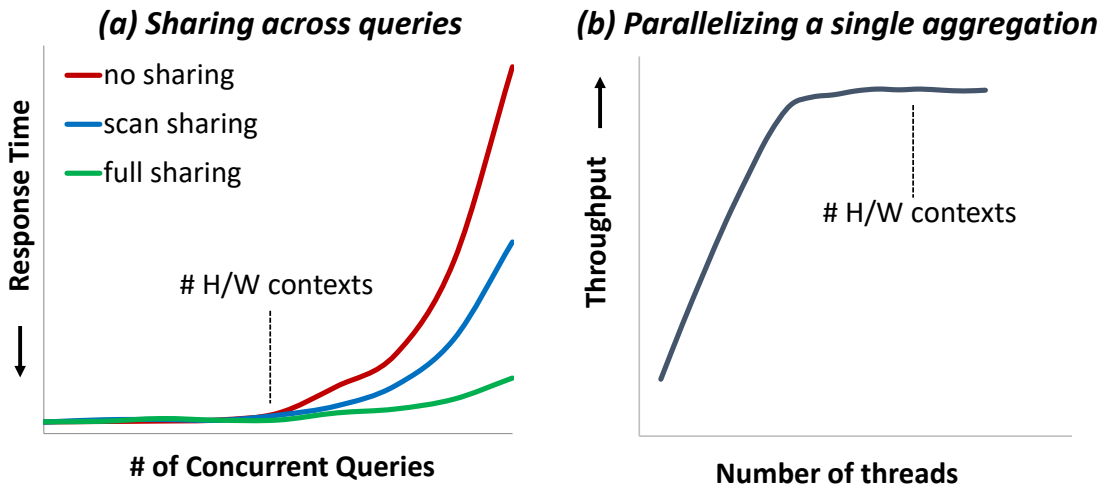 (a) Sharing across queries
no sharing
scan sharing
full sharing
Response Time
# H/W contexts
# of Concurrent Queries
(b) Parallelizing a single aggregation
Throughput
# H/W contexts
Number of threads